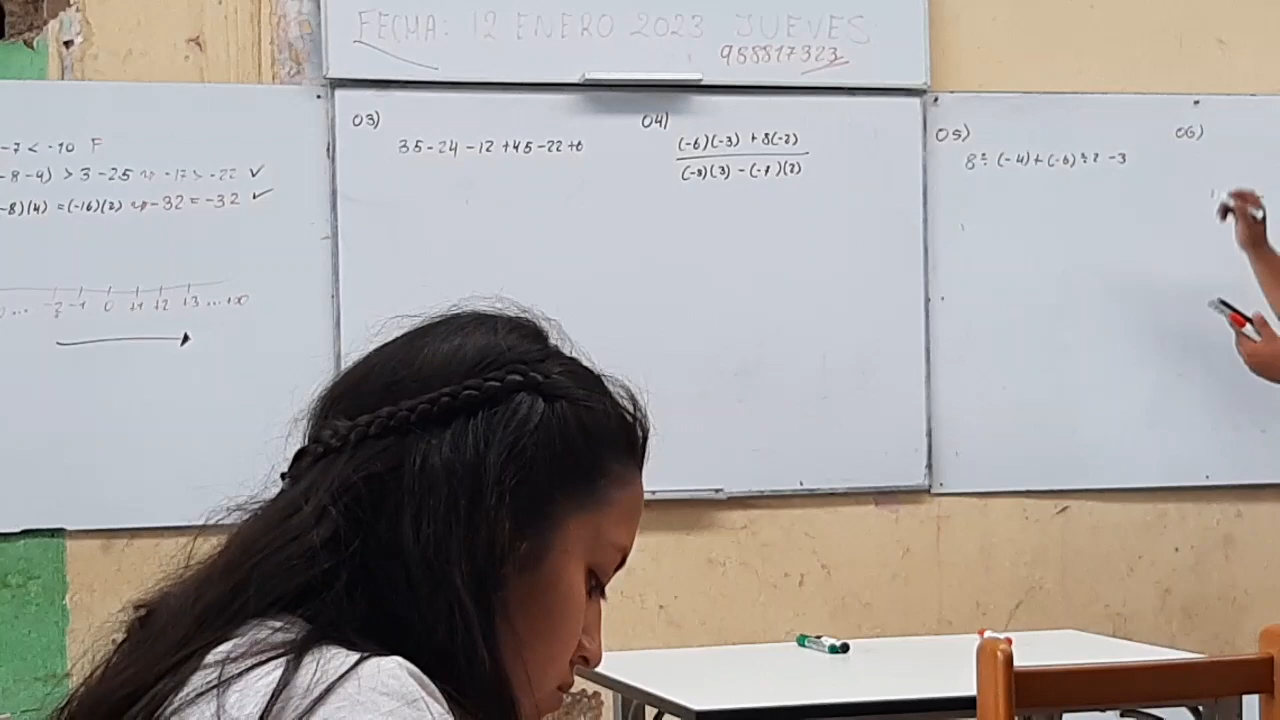 FECHA: 12 ENERO 2023 JUEVES
988817323
-7 < -10 F
-8-4) > 3-25 ⇝ -17 > -22 ✓
-8)(4) = (-16)(2) ⇝ -32 = -32 ✓
... -2 -1 0 +1 +2 +3 ... +∞
03)
35-24-12+45-22+6
04)
(-6)(-3) + 8(-2)
(-3)(3) - (-7)(2)
05)
8÷(-4)+(-6)÷2-3
06)